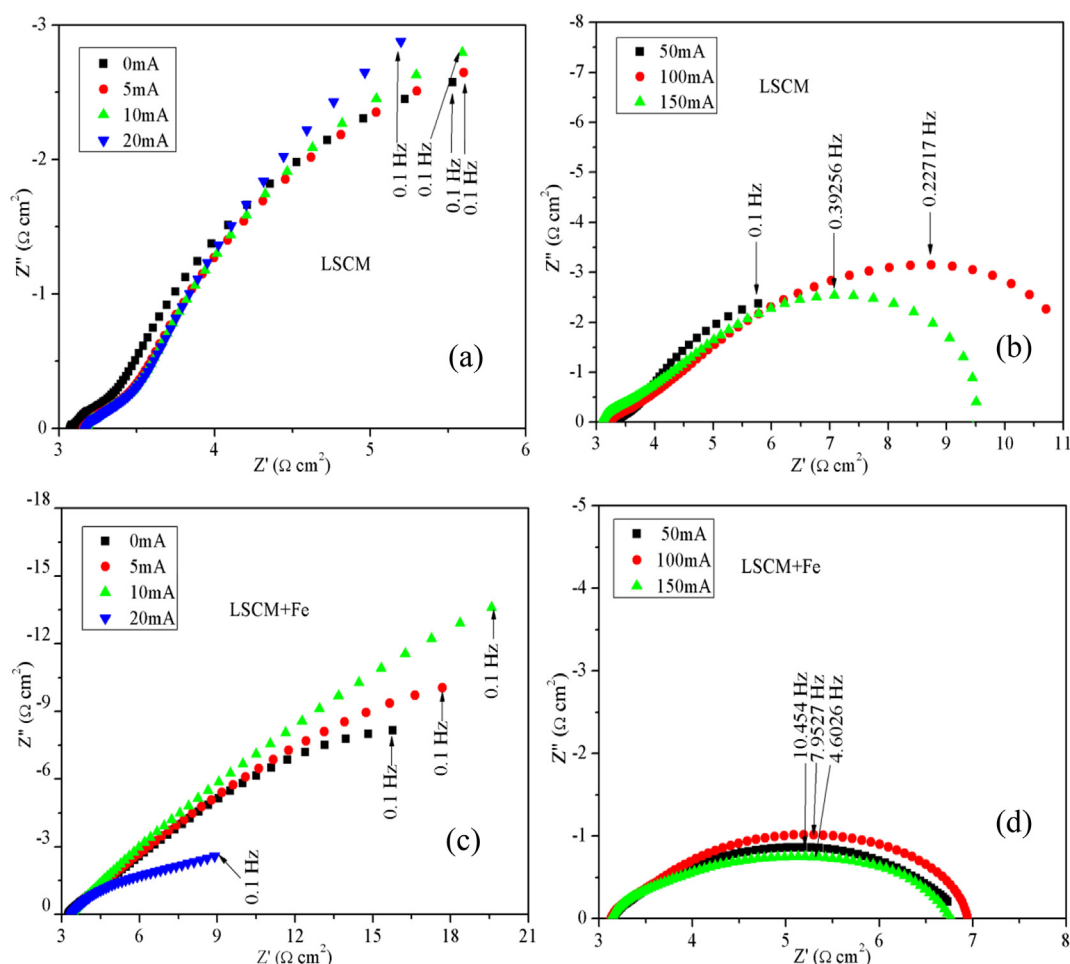 (a)
-3
-2
-1
0
3
4
5
6
Z'' (Ω cm²)
Z' (Ω cm²)
0mA
5mA
10mA
20mA
LSCM
0.1 Hz
0.1 Hz
0.1 Hz
0.1 Hz
(b)
-8
-7
-6
-5
-4
-3
-2
-1
0
3
4
5
6
7
8
9
10
11
Z'' (Ω cm²)
Z' (Ω cm²)
50mA
100mA
150mA
LSCM
0.1 Hz
0.39256 Hz
0.22717 Hz
(c)
-18
-15
-12
-9
-6
-3
0
3
6
9
12
15
18
21
Z'' (Ω cm²)
Z' (Ω cm²)
0mA
5mA
10mA
20mA
LSCM+Fe
0.1 Hz
0.1 Hz
0.1 Hz
0.1 Hz
(d)
-5
-4
-3
-2
-1
0
3
4
5
6
7
8
Z'' (Ω cm²)
Z' (Ω cm²)
50mA
100mA
150mA
LSCM+Fe
10.454 Hz
7.9527 Hz
4.6026 Hz